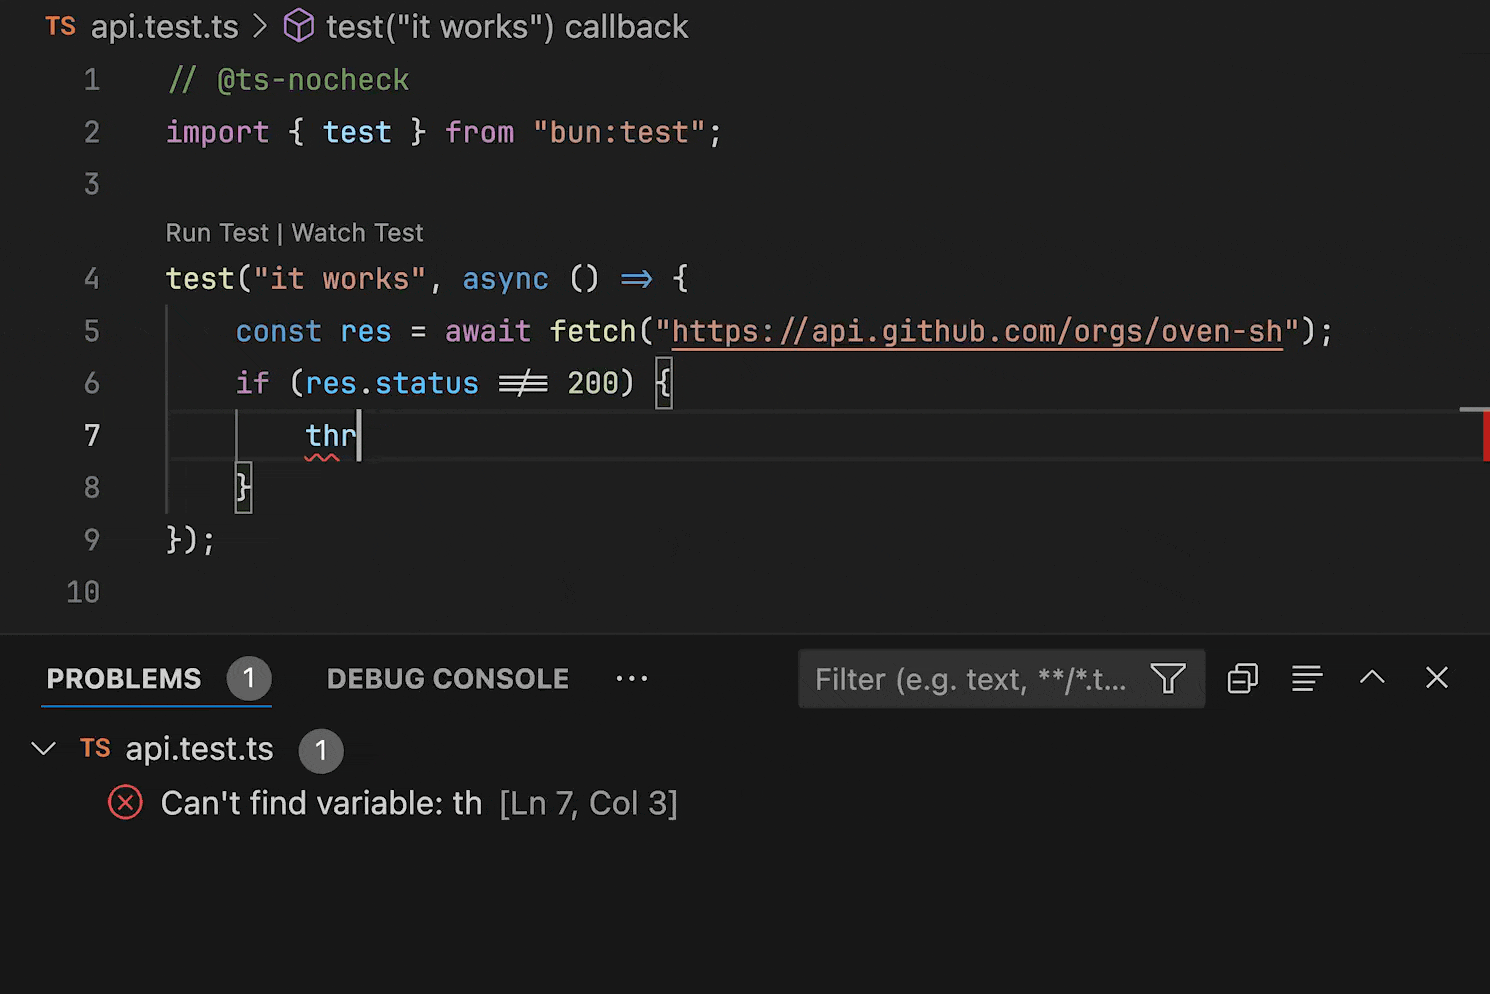 TS api.test.ts > test("it works") callback
1 // @ts-nocheck
2 import { test } from "bun:test";
3
Run Test | Watch Test
4 test("it works", async () => {
5 const res = await fetch("https://api.github.com/orgs/oven-sh");
6 if (res.status !== 200) {
7 thr
8 }
9 });
10
PROBLEMS 1 DEBUG CONSOLE ··· Filter (e.g. text, **/*.t...
TS api.test.ts 1
Can't find variable: th [Ln 7, Col 3]